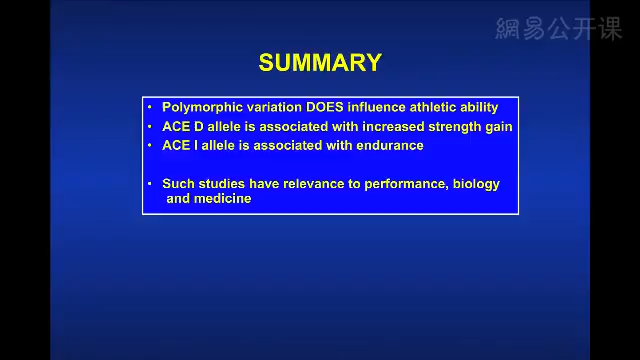 網易公开课
SUMMARY
• Polymorphic variation DOES influence athletic ability
• ACE D allele is associated with increased strength gain
• ACE I allele is associated with endurance
• Such studies have relevance to performance, biology
and medicine